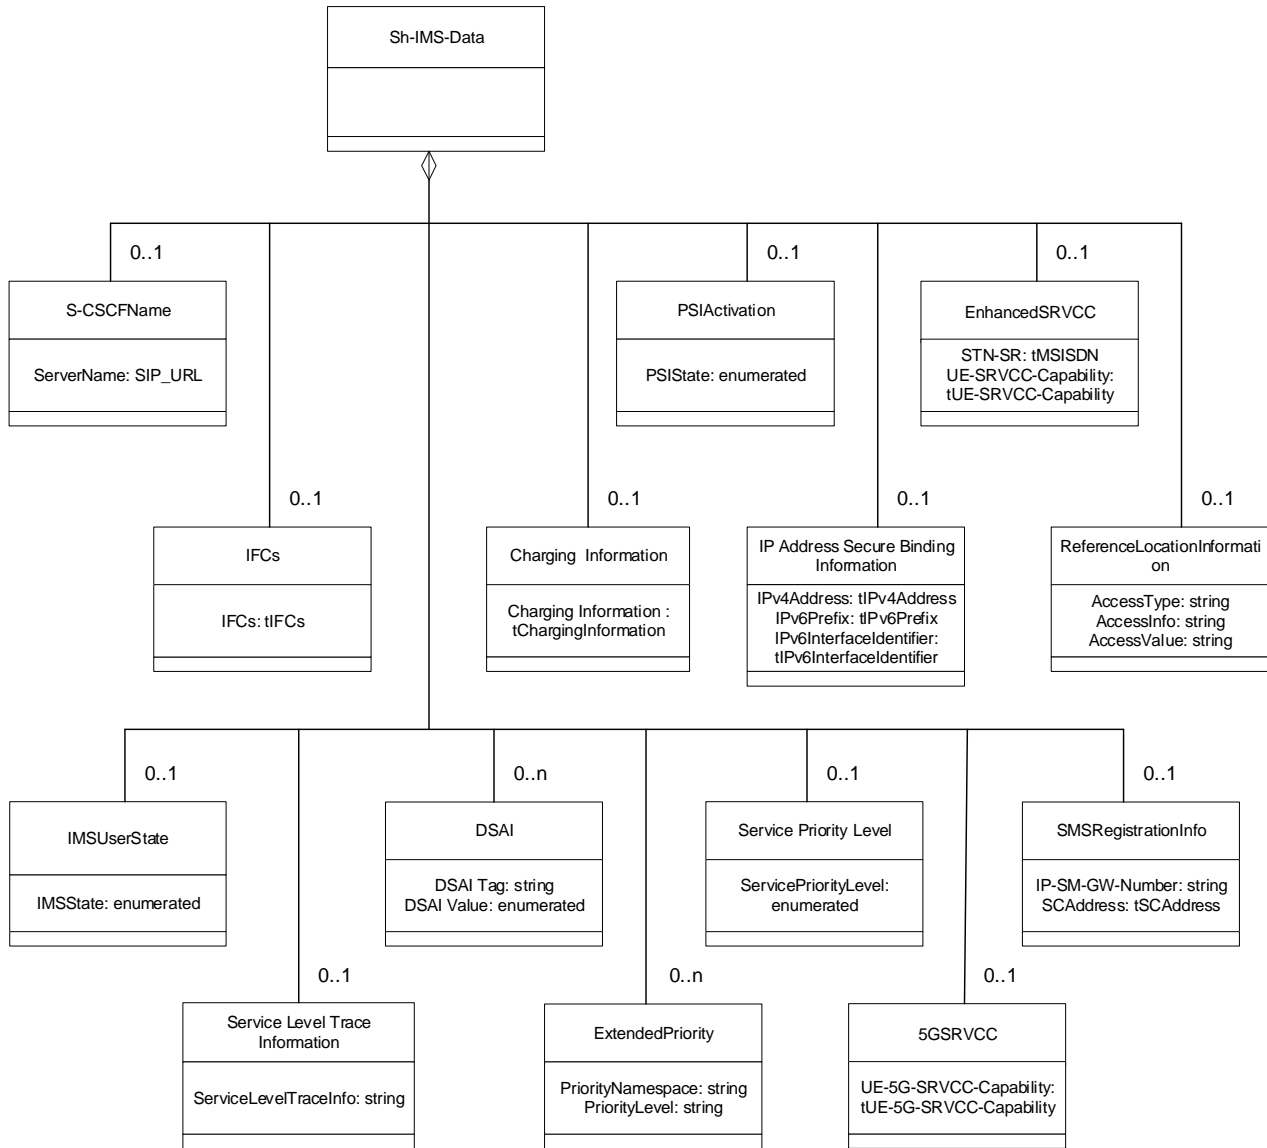 Sh-IMS-Data
0..1
0..1
0..1
S-CSCFName
ServerName: SIP_URL
PSIActivation
PSIState: enumerated
EnhancedSRVCC
STN-SR: tMSISDN
UE-SRVCC-Capability:
tUE-SRVCC-Capability
0..1
0..1
0..1
0..1
IFCs
IFCs: tIFCs
Charging Information
Charging Information :
tChargingInformation
IP Address Secure Binding
Information
IPv4Address: tIPv4Address
IPv6Prefix: tIPv6Prefix
IPv6InterfaceIdentifier:
tIPv6InterfaceIdentifier
ReferenceLocationInformati
on
AccessType: string
AccessInfo: string
AccessValue: string
0..1
0..n
0..1
0..1
IMSUserState
IMSState: enumerated
DSAI
DSAI Tag: string
DSAI Value: enumerated
Service Priority Level
ServicePriorityLevel:
enumerated
SMSRegistrationInfo
IP-SM-GW-Number: string
SCAddress: tSCAddress
0..1
0..n
0..1
Service Level Trace
Information
ServiceLevelTraceInfo: string
ExtendedPriority
PriorityNamespace: string
PriorityLevel: string
5GSRVCC
UE-5G-SRVCC-Capability:
tUE-5G-SRVCC-Capability